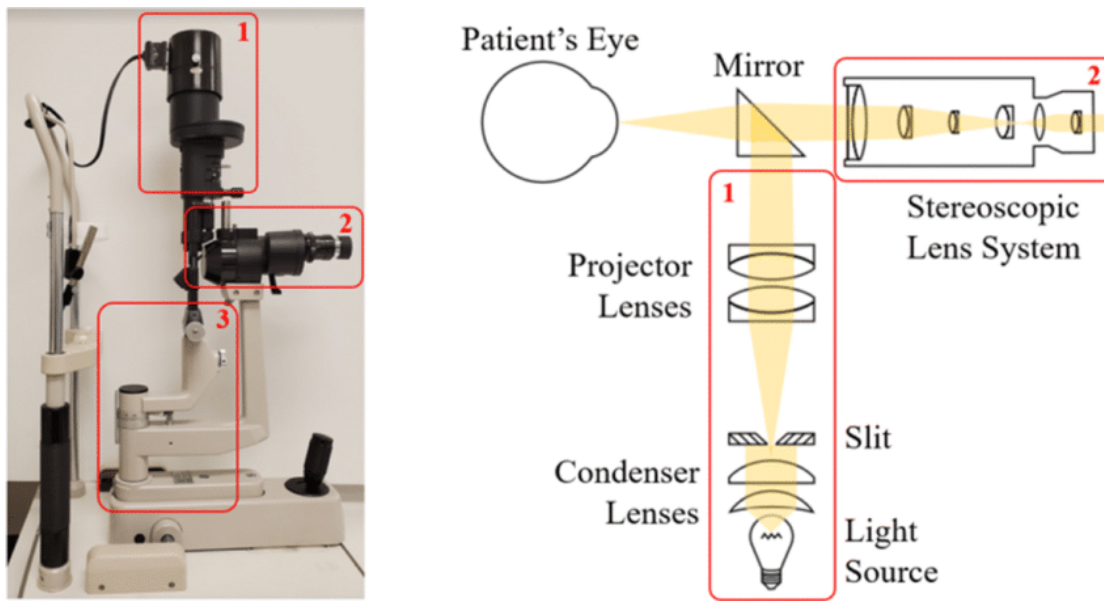 1
2
3
Patient's Eye
Mirror
2
Stereoscopic
Lens System
1
Projector
Lenses
Slit
Condenser
Lenses
Light
Source